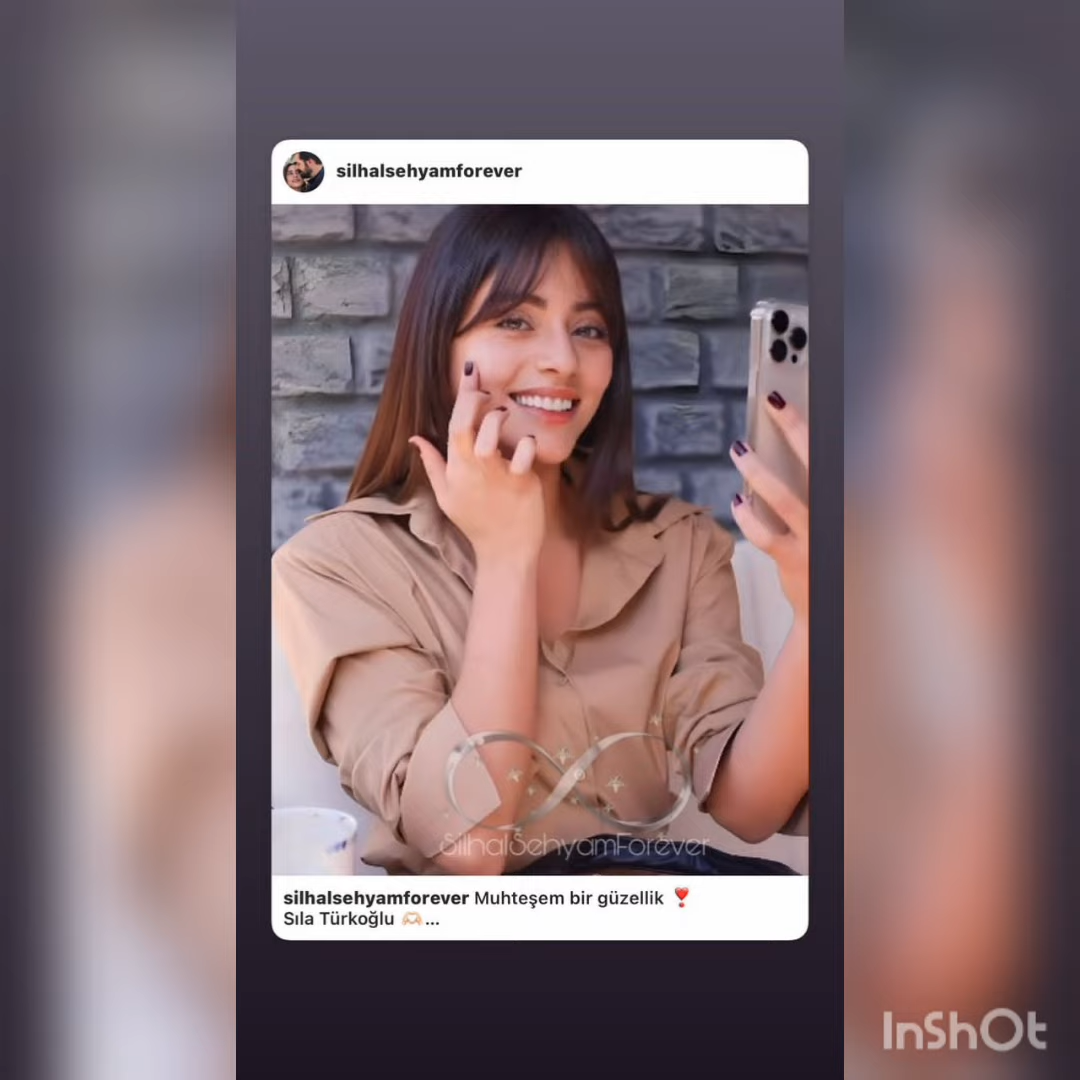 silhalsehyamforever
SilhalSehyamForever
silhalsehyamforever Muhteşem bir güzellik ❣️
Sıla Türkoğlu 🫶🏻...
InShOt